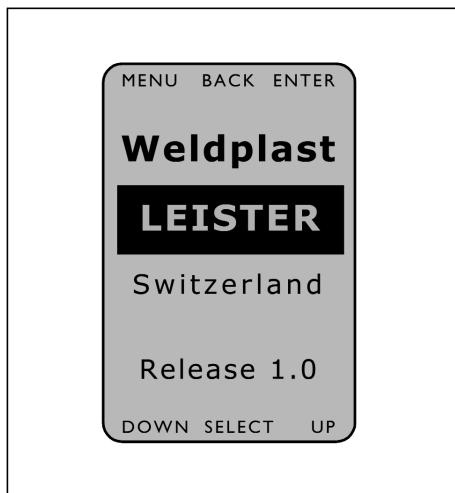 MENU BACK ENTER
Weldplast
LEISTER
Switzerland
Release 1.0
DOWN SELECT UP